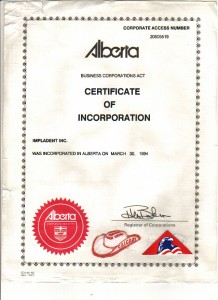 CORPORATE ACCESS NUMBER
Alberta
BUSINESS CORPORATIONS ACT
CERTIFICATE
OF
INCORPORATION
IMPLADENT INC.
WAS INCORPORATED IN ALBERTA ON MARCH 30, 1994
Registrar of Corporations
Alberta